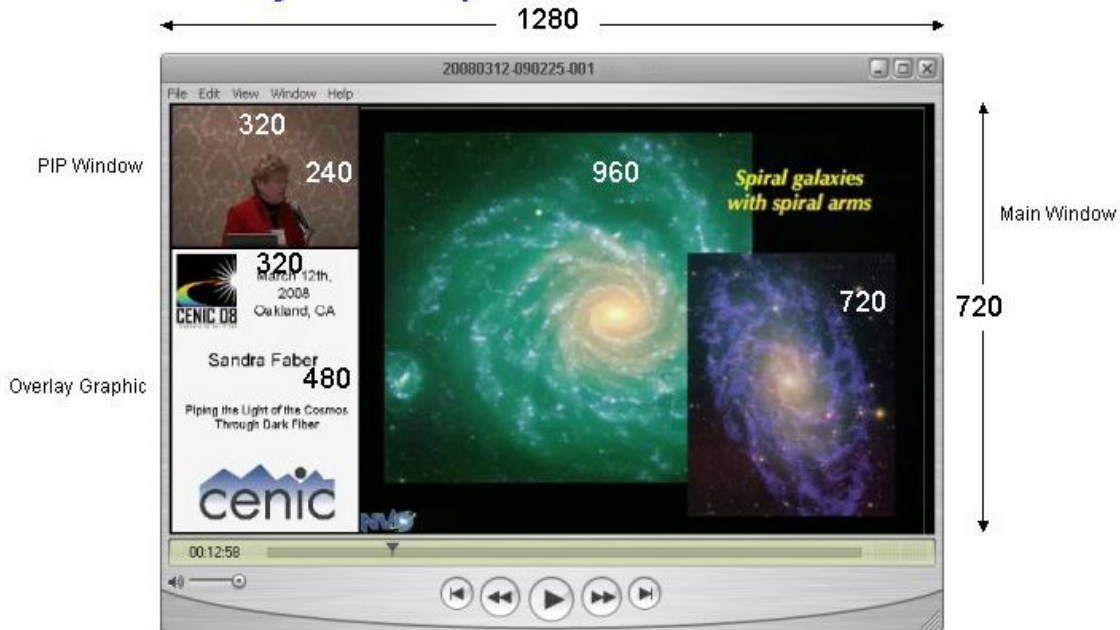 1280
20080312-090225-001
File Edit View Window Help
PIP Window
320
240
960
Spiral galaxies
with spiral arms
Main Window
320
March 12th,
2008
Oakland, CA
CENIC 08
720
720
Sandra Faber
480
Overlay Graphic
Piping the Light of the Cosmos
Through Dark Fiber
cenic
NVO
00:12:58